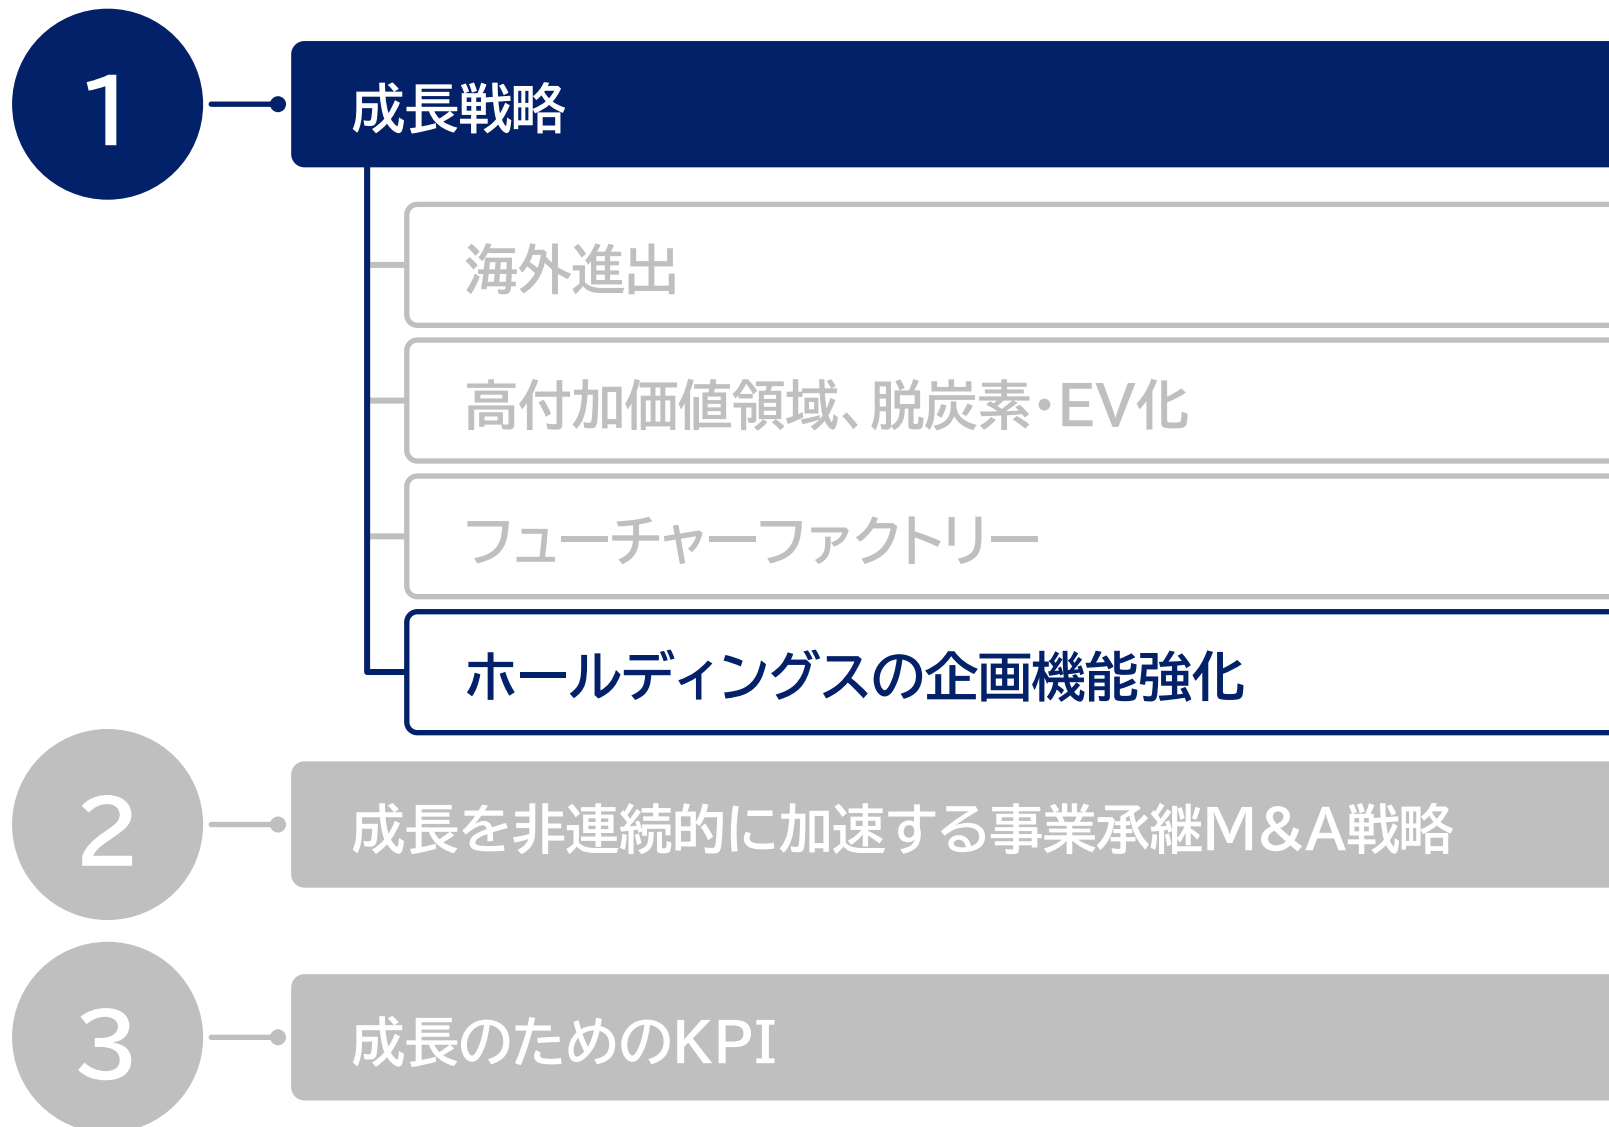 1
成長戦略
海外進出
高付加価値領域、脱炭素・EV化
フューチャーファクトリー
ホールディングスの企画機能強化
2
成長を非連続的に加速する事業承継M&A戦略
3
成長のためのKPI